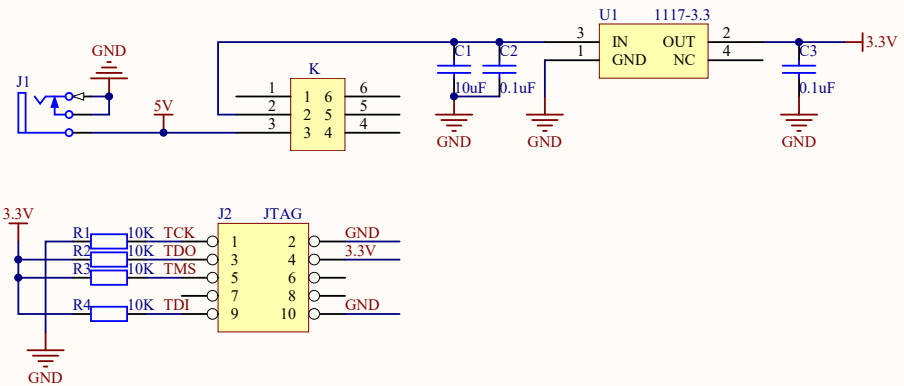 U1 1117-3.3
GND
3 IN OUT 2 3.3V
1 GND NC 4
C1 C2 C3
J1 K
10uF 0.1uF 0.1uF
5V
1 1 6 6
2 2 5 5
3 3 4 4
GND GND GND
3.3V J2 JTAG
R1 10K TCK 1 2 GND
R2 10K TDO 3 4 3.3V
R3 10K TMS 5 6
7 8
R4 10K TDI 9 10 GND
GND